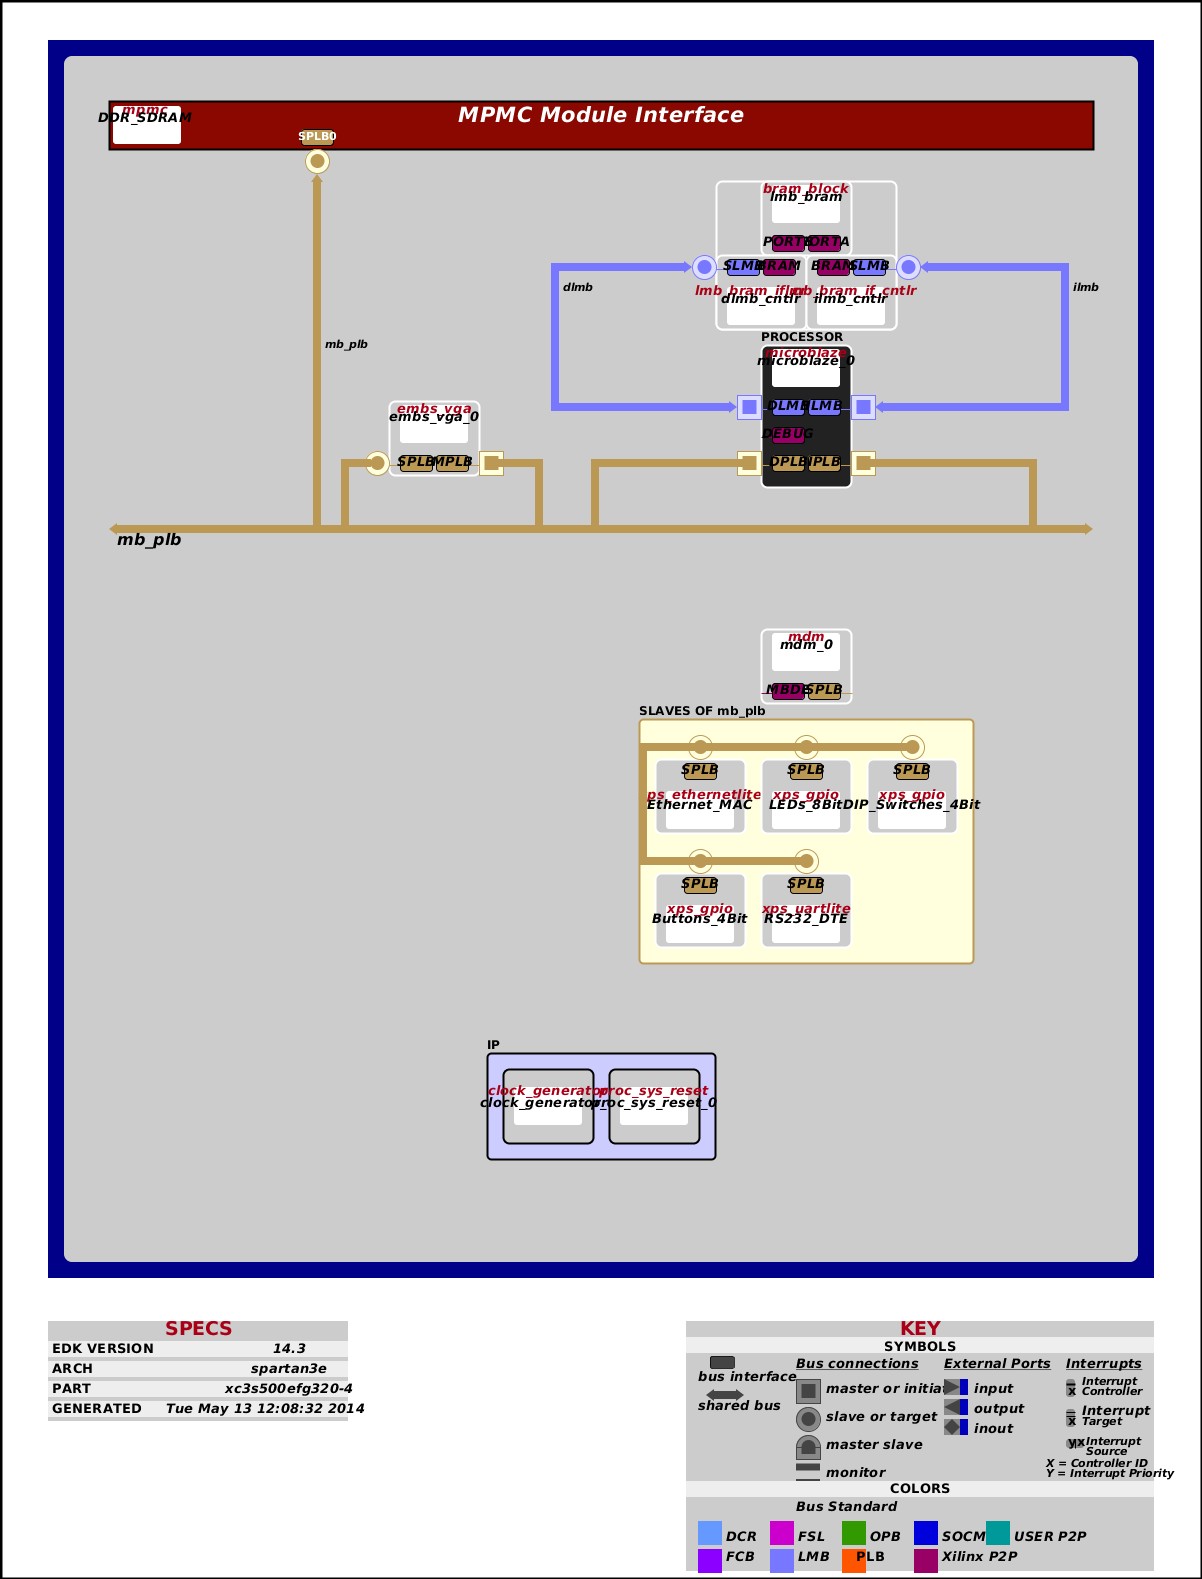 mpmc
DDR_SDRAM
MPMC Module Interface
SPLB0
bram_block
lmb_bram
PORTB PORTA
SLMB BRAM BRAM SLMB
lmb_bram_if_cntlr lmb_bram_if_cntlr
dlmb_cntlr ilmb_cntlr
dlmb
ilmb
PROCESSOR
microblaze
microblaze_0
mb_plb
DLMB ILMB
embs_vga
embs_vga_0
DEBUG
SPLB MPLB
DPLB IPLB
mb_plb
mdm
mdm_0
MBDE SPLB
SLAVES OF mb_plb
SPLB SPLB SPLB
xps_ethernetlite xps_gpio xps_gpio
Ethernet_MAC LEDs_8Bit DIP_Switches_4Bit
SPLB SPLB
xps_gpio xps_uartlite
Buttons_4Bit RS232_DTE
IP
clock_generator proc_sys_reset
clock_generator_ proc_sys_reset_0
SPECS
EDK VERSION 14.3
ARCH spartan3e
PART xc3s500efg320-4
GENERATED Tue May 13 12:08:32 2014
KEY
SYMBOLS
bus interface
shared bus
Bus connections
master or initiat
slave or target
master slave
monitor
External Ports
input
output
inout
Interrupts
x Interrupt
Controller
x Interrupt
Target
yx Interrupt
Source
X = Controller ID
Y = Interrupt Priority
COLORS
Bus Standard
DCR FSL OPB SOCM USER P2P
FCB LMB PLB Xilinx P2P